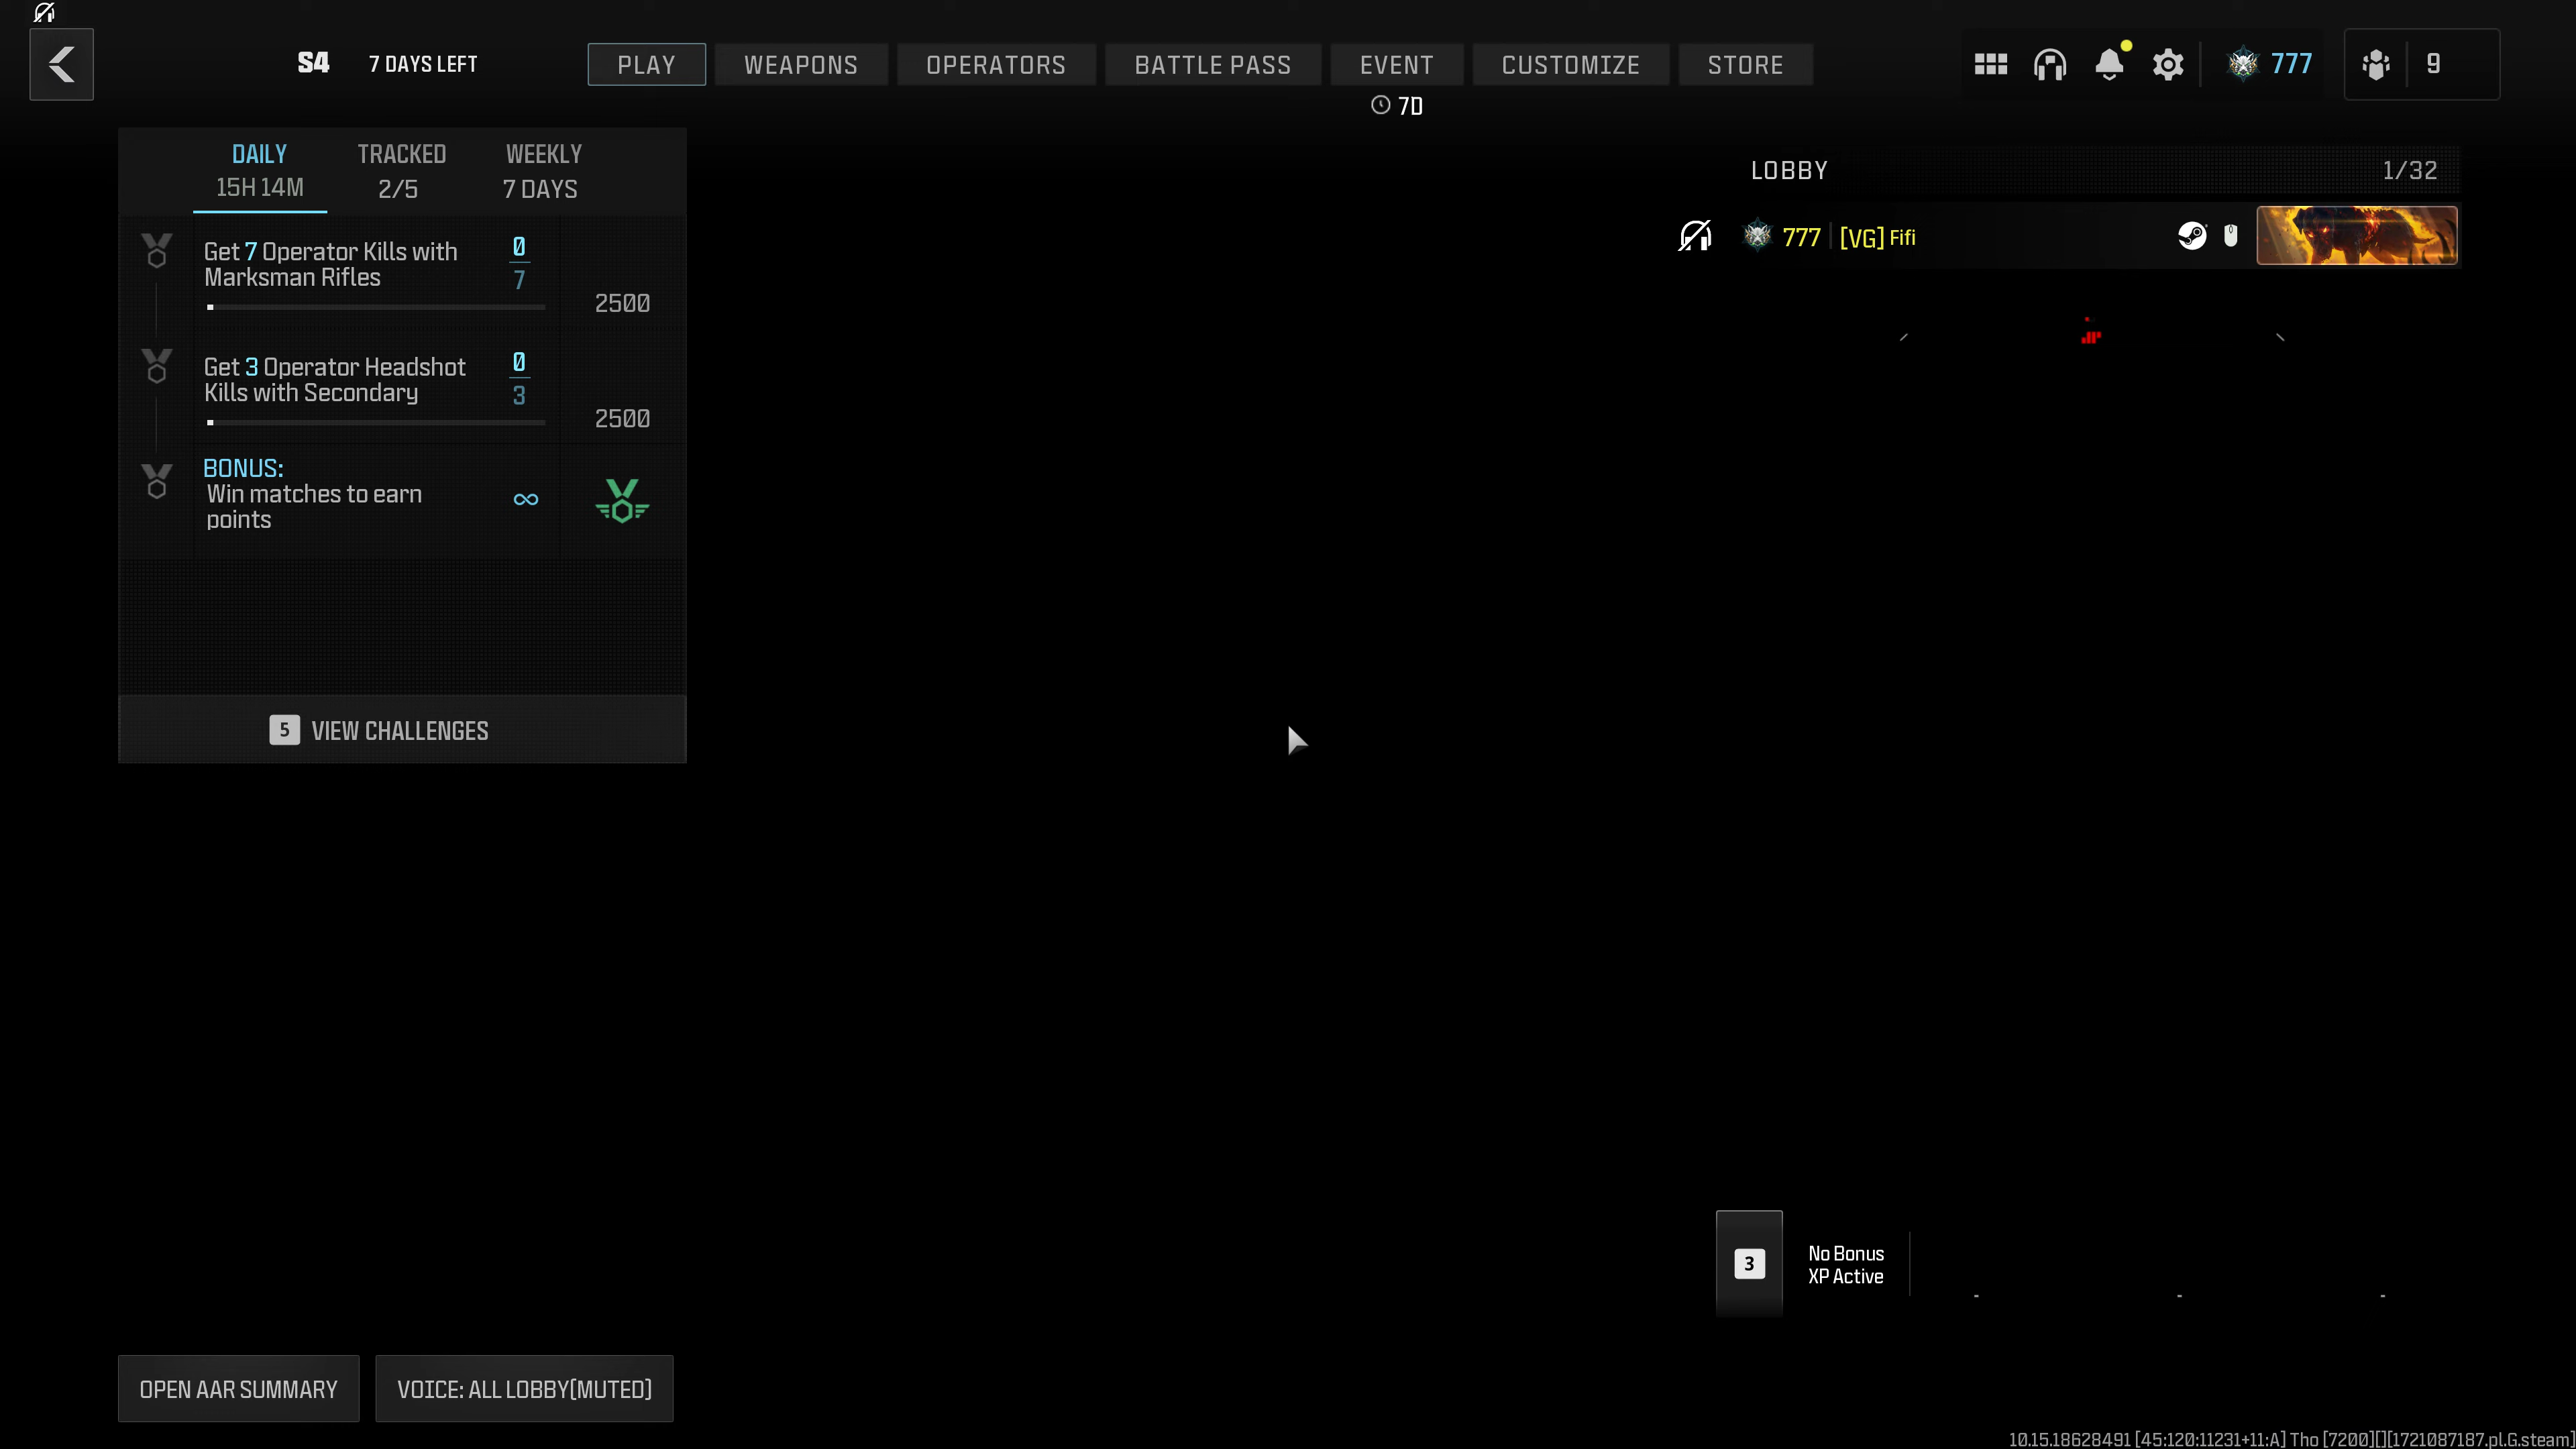 S4
7 DAYS LEFT
PLAY
WEAPONS
OPERATORS
BATTLE PASS
EVENT
CUSTOMIZE
STORE
777
9
7D
DAILY
15H 14M
TRACKED
2/5
WEEKLY
7 DAYS
Get 7 Operator Kills with
Marksman Rifles
0
7
2500
Get 3 Operator Headshot
Kills with Secondary
0
3
2500
BONUS:
Win matches to earn
points
∞
5 VIEW CHALLENGES
LOBBY
1/32
777 [VG] Fifi
3
No Bonus
XP Active
OPEN AAR SUMMARY
VOICE: ALL LOBBY(MUTED)
10.15.18628491 [45:120:11231+11:A] Tho [7200][][1721087187.pl.G.steam]